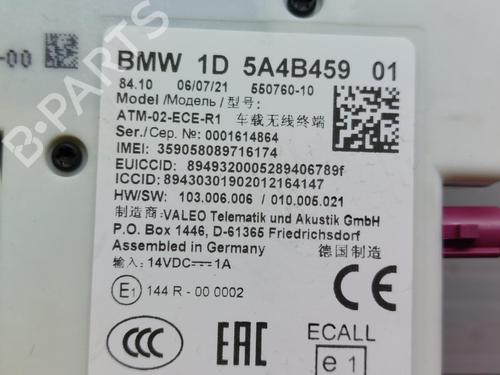 -00
BMW 1D 5A4B459 01
84.10 06/07/21 550760-10
Model /Модель / 型号:
ATM-02-ECE-R1 车载无线终端
Ser./Сер. №: 0001614864
IMEI: 359058089716174
EUICCID: 8949320005289406789f
ICCID: 89430301902012164147
HW/SW: 103.006.006 / 010.005.021
制造商: VALEO Telematik und Akustik GmbH
P.O. Box 1446, D-61365 Friedrichsdorf
Assembled in Germany 德国制造
输入: 14VDC⎓1A
E1 144 R - 00 0002 CE
CCC EAC ECALL
e 1